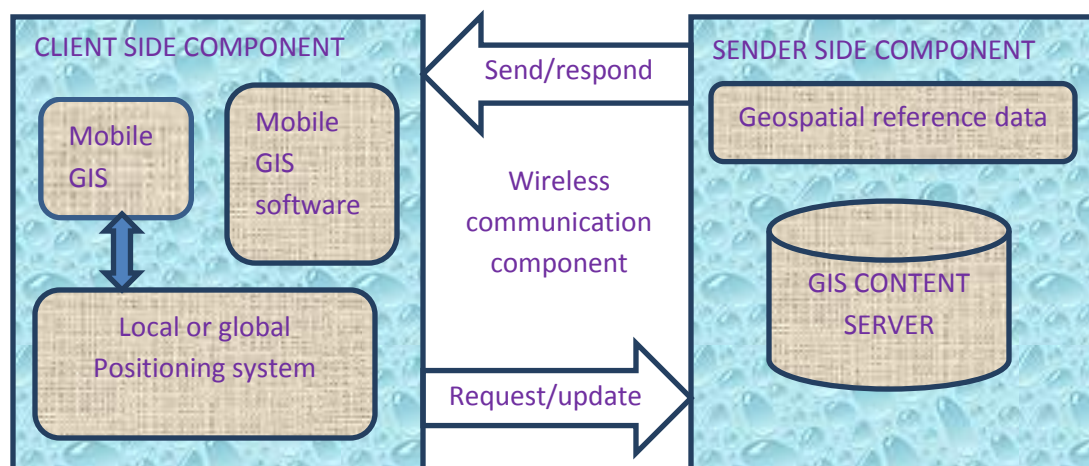 CLIENT SIDE COMPONENT
Mobile
GIS
Mobile
GIS
software
Local or global
Positioning system
Send/respond
Wireless
communication
component
Request/update
SENDER SIDE COMPONENT
Geospatial reference data
GIS CONTENT
SERVER